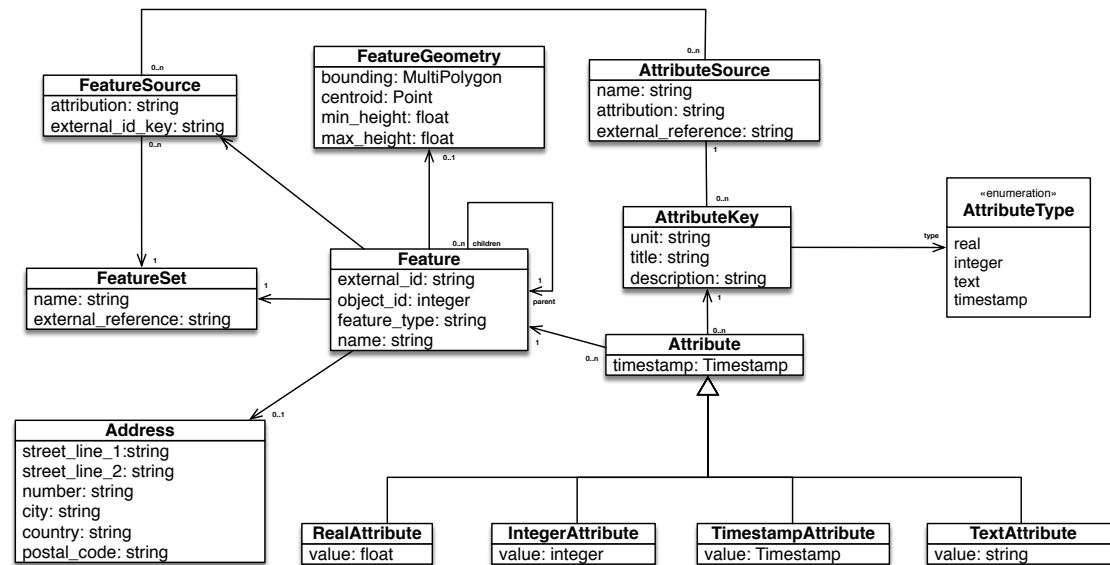 0..n
FeatureSource
attribution: string
external_id_key: string
0..n
FeatureGeometry
bounding: MultiPolygon
centroid: Point
min_height: float
max_height: float
0..1
0..n
AttributeSource
name: string
attribution: string
external_reference: string
1
0..n
AttributeKey
unit: string
title: string
description: string
1
type
«enumeration»
AttributeType
real
integer
text
timestamp
0..n
children
1
parent
Feature
external_id: string
object_id: integer
feature_type: string
name: string
1
FeatureSet
name: string
external_reference: string
1
1
0..n
0..n
Attribute
timestamp: Timestamp
0..1
Address
street_line_1:string
street_line_2: string
number: string
city: string
country: string
postal_code: string
RealAttribute
value: float
IntegerAttribute
value: integer
TimestampAttribute
value: Timestamp
TextAttribute
value: string